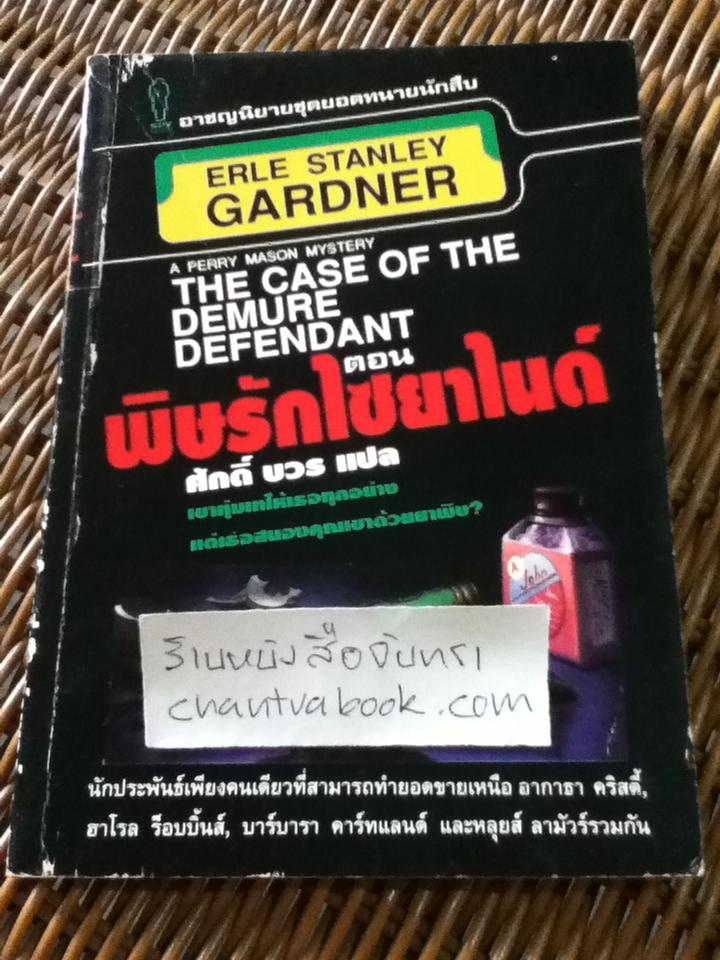 SPY
อาชญนิยายชุดยอดทนายนักสืบ
ERLE STANLEY
GARDNER
A PERRY MASON MYSTERY
THE CASE OF THE
DEMURE
DEFENDANT
ตอน
พิษรักไซยาไนด์
ศักดิ์ บวร แปล
เขาทุ่มเทให้เธอทุกอย่าง
แต่เธอสนองคุณเขาด้วยยาพิษ?
A
John
ร้านหนังสือจันทรา
chantrabook.com
นักประพันธ์เพียงคนเดียวที่สามารถทำยอดขายเหนือ อากาธา คริสตี้,
ฮาโรล ร็อบบิ้นส์, บาร์บารา คาร์ทแลนด์ และหลุยส์ ลามัวร์รวมกัน